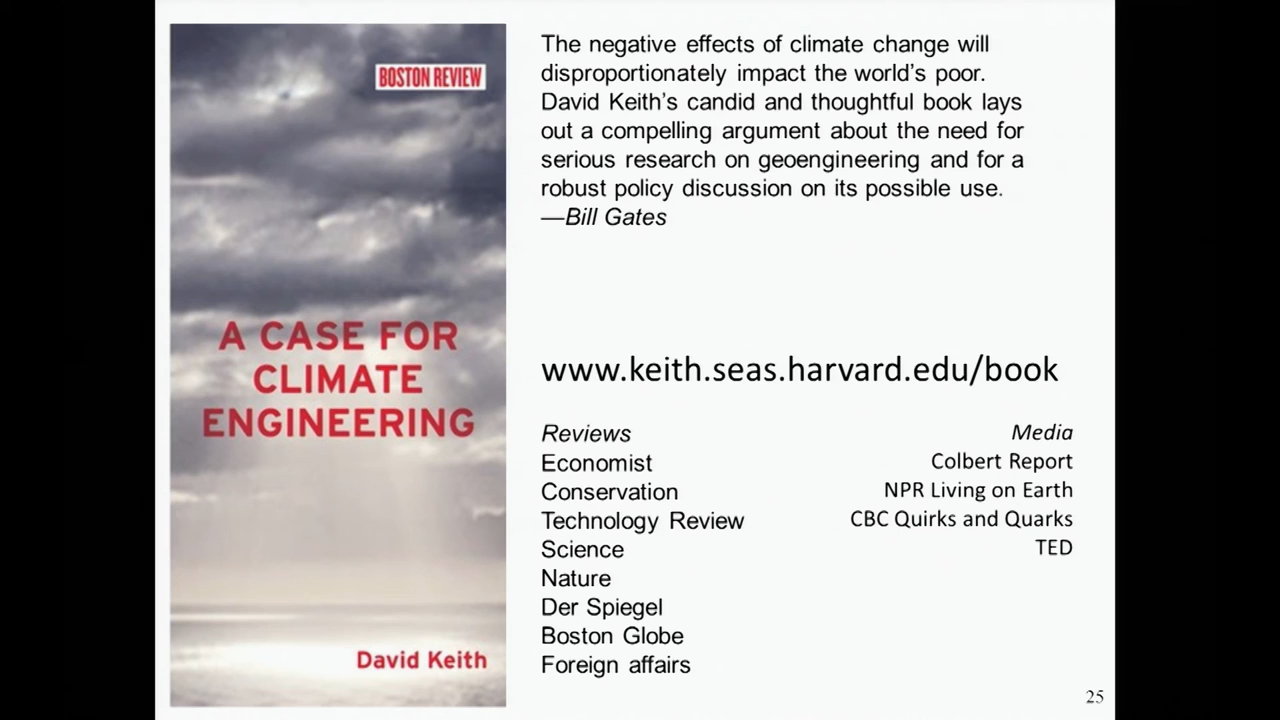 BOSTON REVIEW
A CASE FOR
CLIMATE
ENGINEERING
David Keith
The negative effects of climate change will
disproportionately impact the world's poor.
David Keith's candid and thoughtful book lays
out a compelling argument about the need for
serious research on geoengineering and for a
robust policy discussion on its possible use.
—Bill Gates
www.keith.seas.harvard.edu/book
Reviews
Economist
Conservation
Technology Review
Science
Nature
Der Spiegel
Boston Globe
Foreign affairs
Media
Colbert Report
NPR Living on Earth
CBC Quirks and Quarks
TED
25